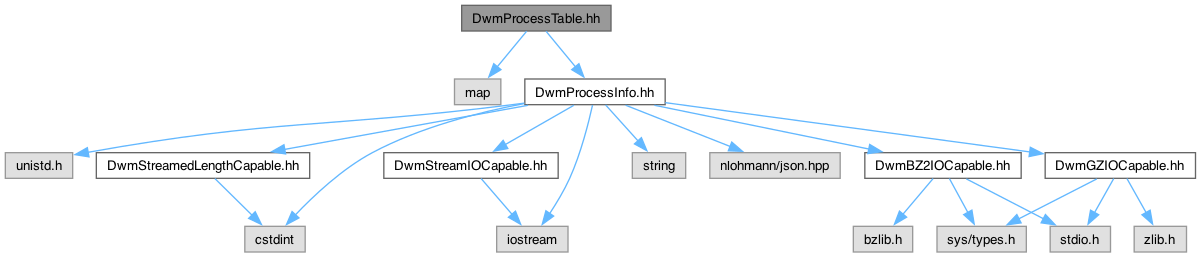 DwmProcessTable.hh
map
DwmProcessInfo.hh
unistd.h
DwmStreamedLengthCapable.hh
DwmStreamIOCapable.hh
string
nlohmann/json.hpp
DwmBZ2IOCapable.hh
DwmGZIOCapable.hh
cstdint
iostream
bzlib.h
sys/types.h
stdio.h
zlib.h